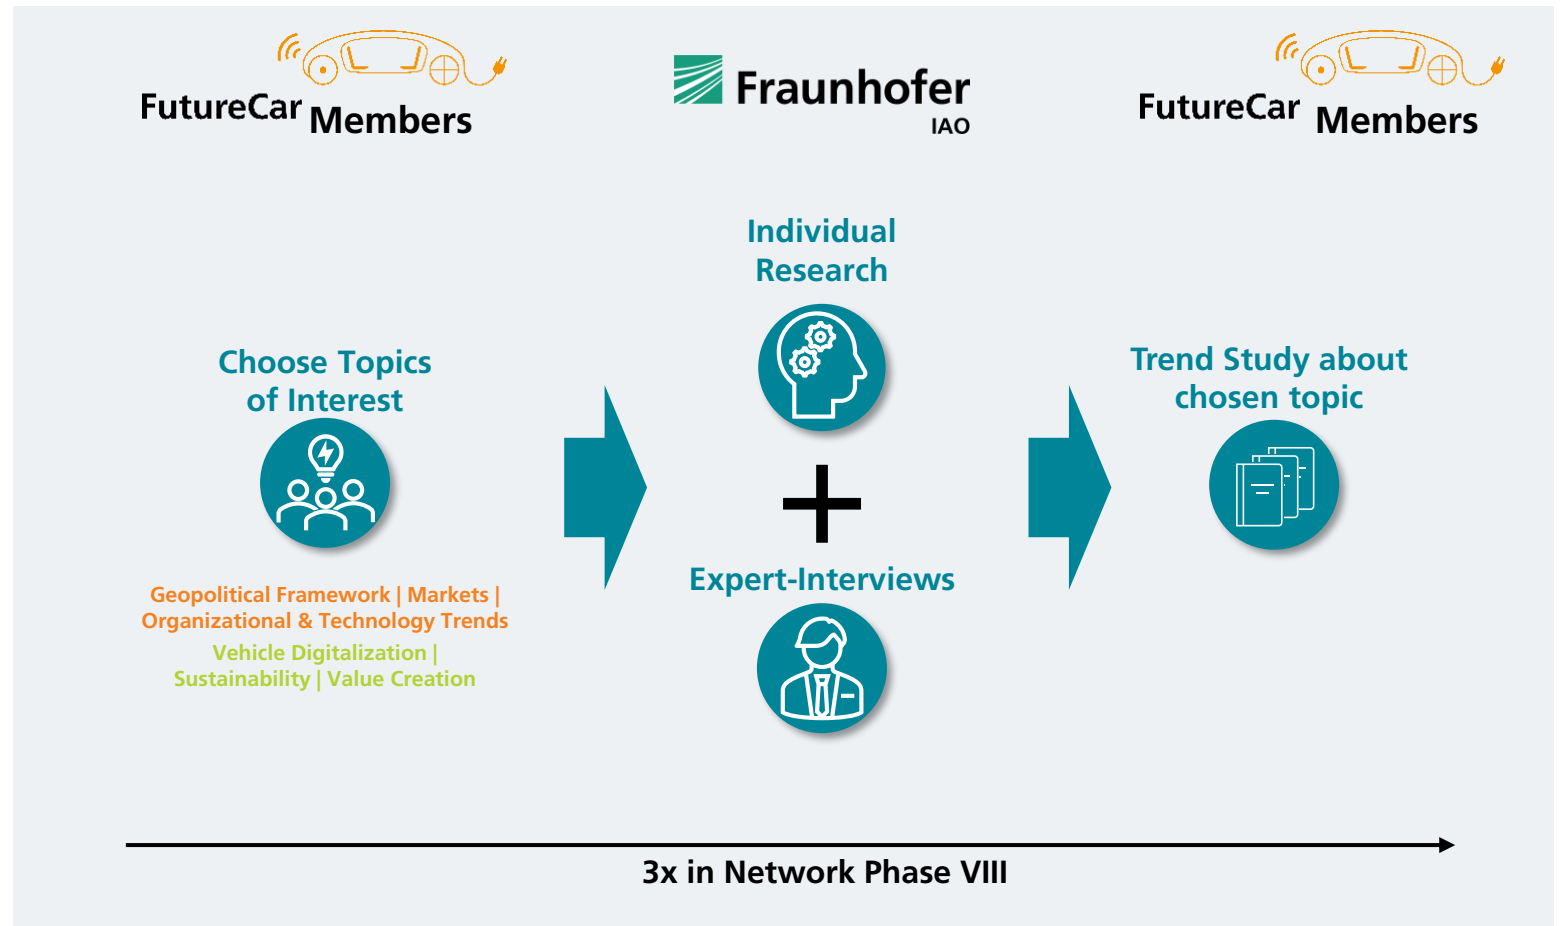 FutureCar Members
Fraunhofer
IAO
FutureCar Members
Choose Topics
of Interest
Geopolitical Framework | Markets |
Organizational & Technology Trends
Vehicle Digitalization |
Sustainability | Value Creation
Individual
Research
+
Expert-Interviews
Trend Study about
chosen topic
3x in Network Phase VIII